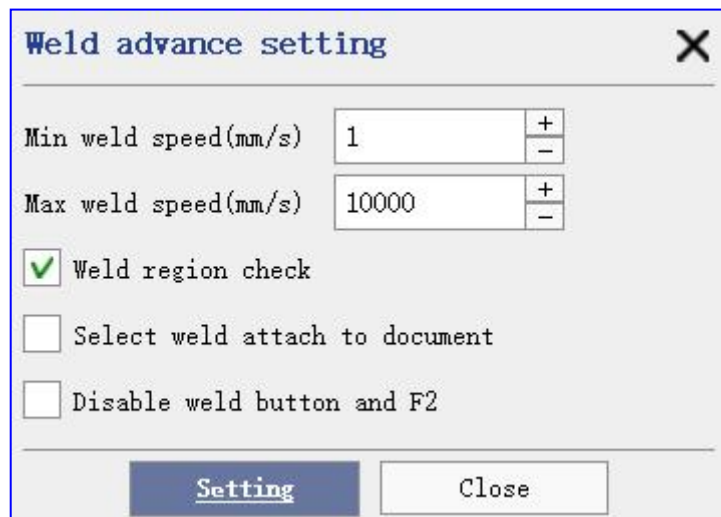 Weld advance setting
Min weld speed(mm/s) 1
Max weld speed(mm/s) 10000
Weld region check
Select weld attach to document
Disable weld button and F2
Setting Close